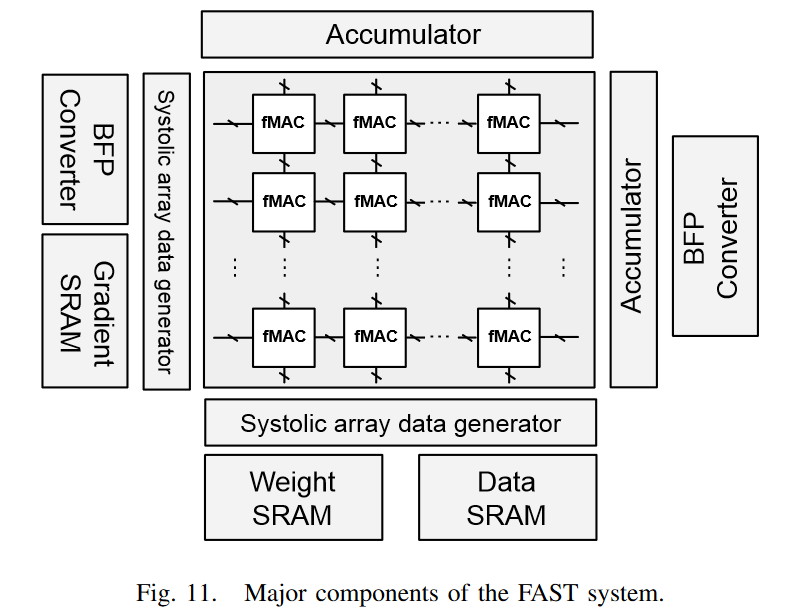 Accumulator
BFP
Converter
Systolic array data generator
fMAC
fMAC
···
fMAC
fMAC
fMAC
···
fMAC
fMAC
fMAC
···
fMAC
Gradient
SRAM
Accumulator
BFP
Converter
Systolic array data generator
Weight
SRAM
Data
SRAM
Fig. 11. Major components of the FAST system.